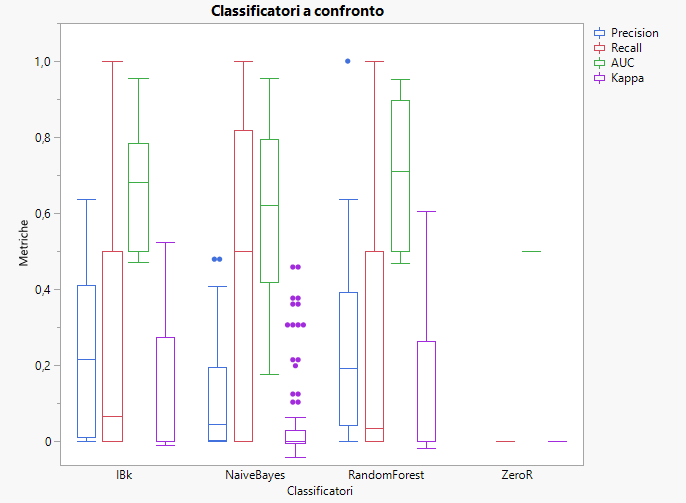 Classificatori a confronto
Precision
Recall
AUC
Kappa
Metriche
1,0
0,8
0,6
0,4
0,2
0
IBk
NaiveBayes
RandomForest
ZeroR
Classificatori